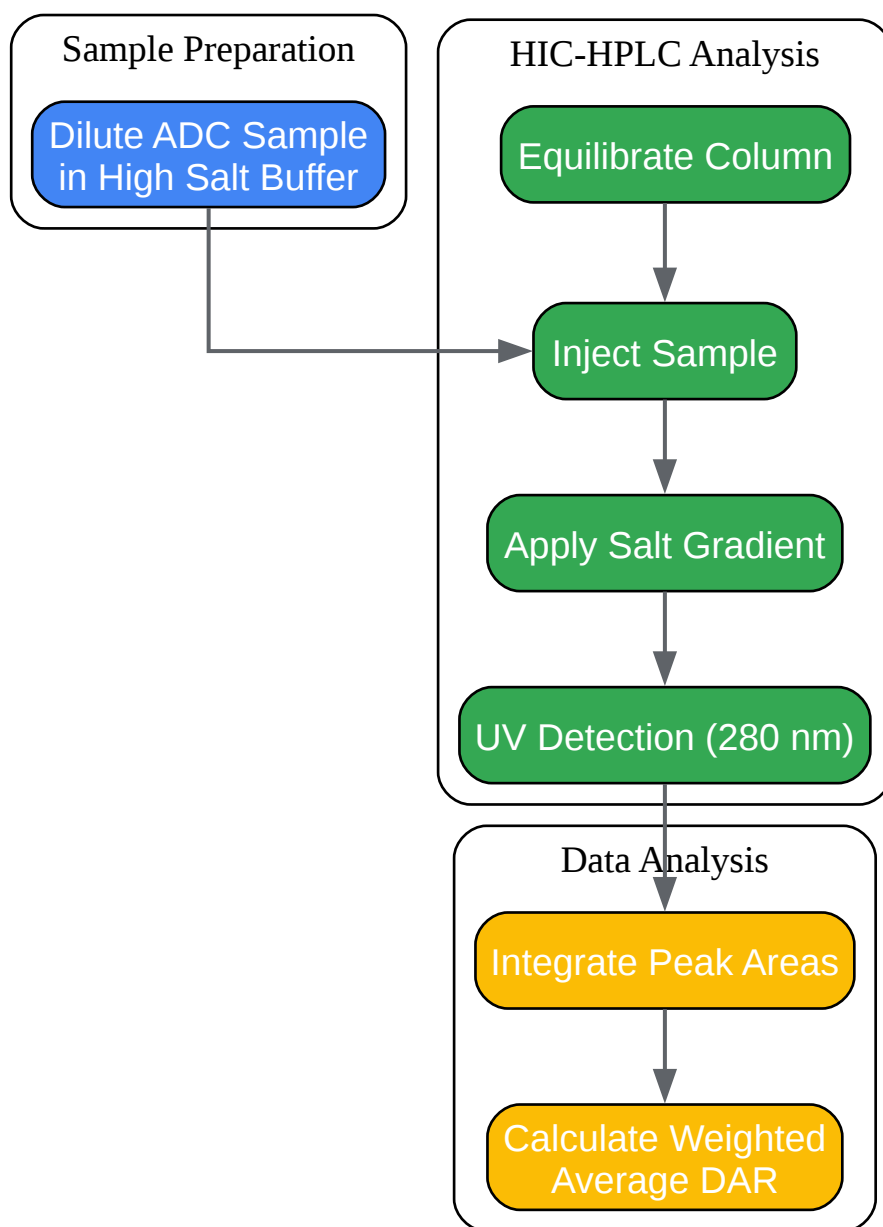 Sample Preparation
Dilute ADC Sample
in High Salt Buffer
HIC-HPLC Analysis
Equilibrate Column
Inject Sample
Apply Salt Gradient
UV Detection (280 nm)
Data Analysis
Integrate Peak Areas
Calculate Weighted
Average DAR